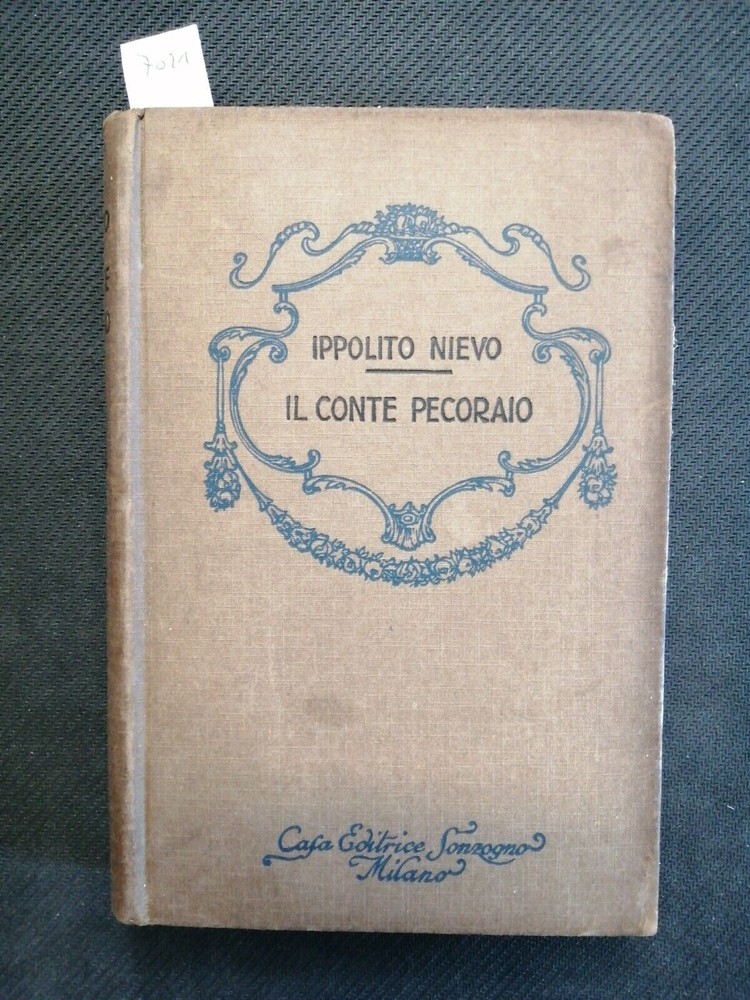 7021
IPPOLITO NIEVO
IL CONTE PECORAIO
Casa Editrice Sonzogno
Milano